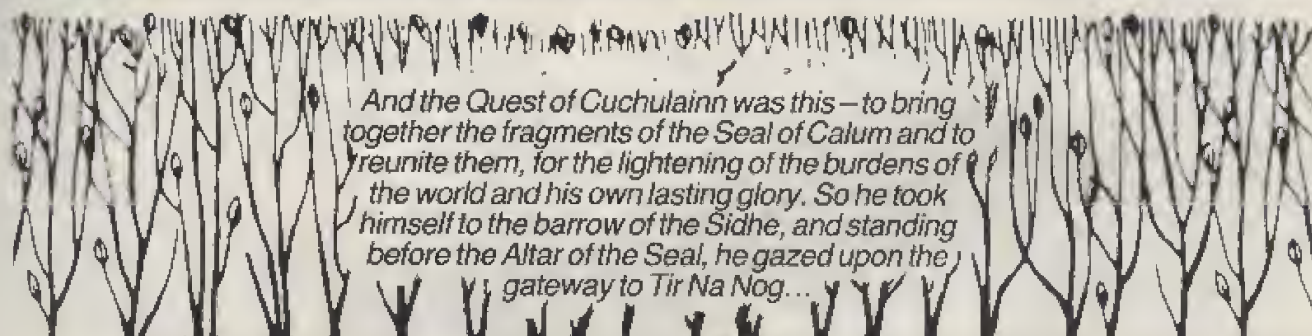 And the Quest of Cuchulainn was this – to bring
together the fragments of the Seal of Calum and to
reunite them, for the lightening of the burdens of
the world and his own lasting glory. So he took
himself to the barrow of the Sidhe, and standing
before the Altar of the Seal, he gazed upon the
gateway to Tir Na Nog...